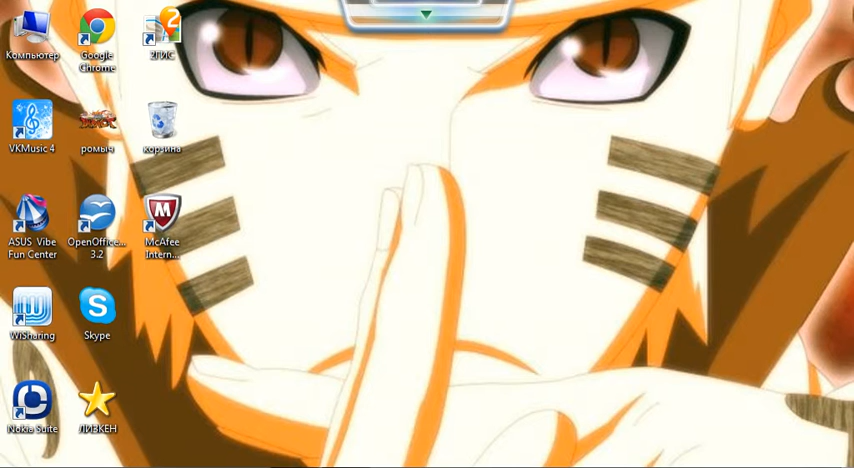 Компьютер
Google
Chrome
2ГИС
VKMusic 4
ромыч
корзина
ASUS Vibe
Fun Center
OpenOffice...
3.2
McAfee
Intern...
WiSharing
Skype
Nokia Suite
ЛИЗКЕН